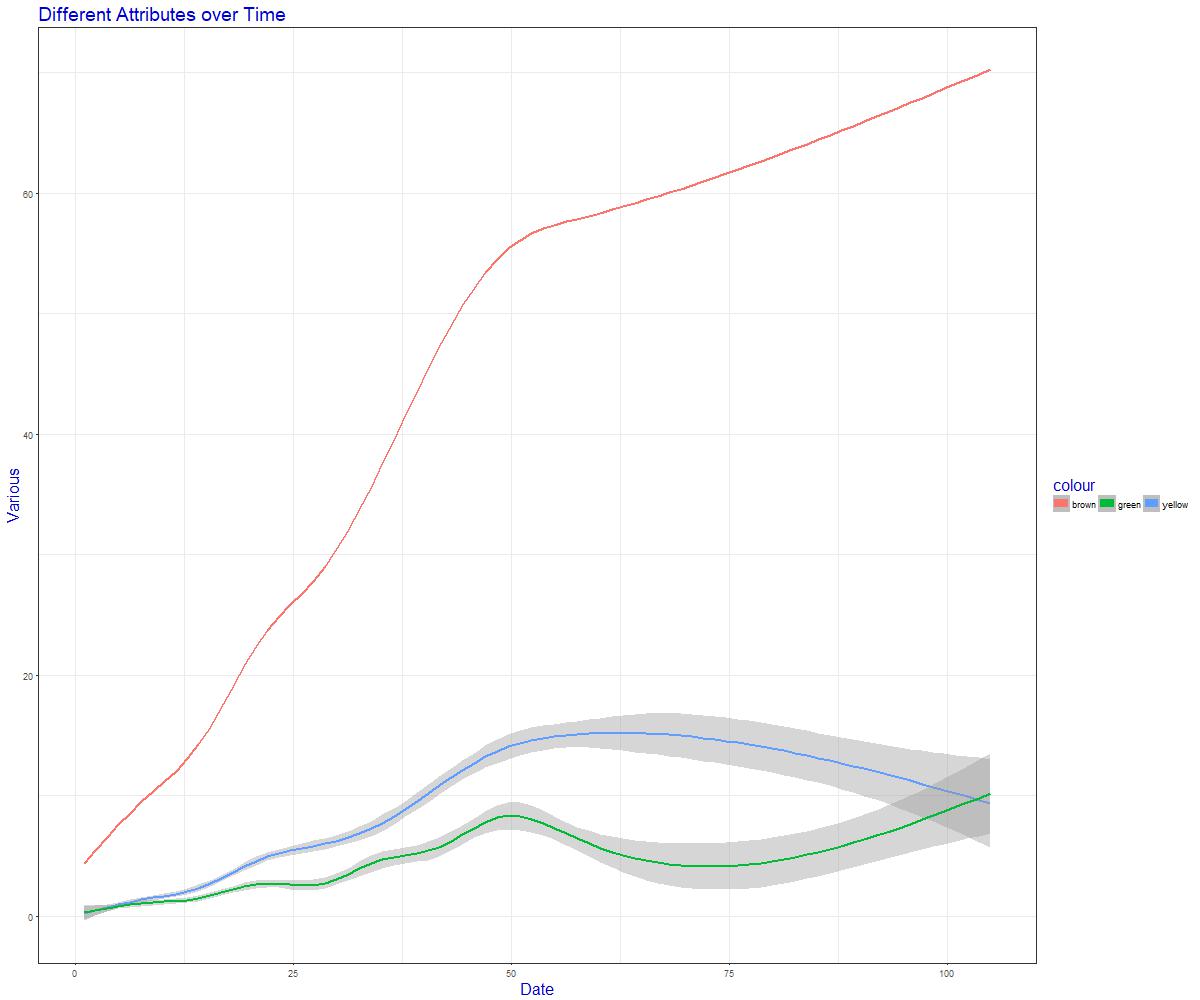 Different Attributes over Time
Various
60
40
20
0
0 25 50 75 100
Date
colour
brown green yellow